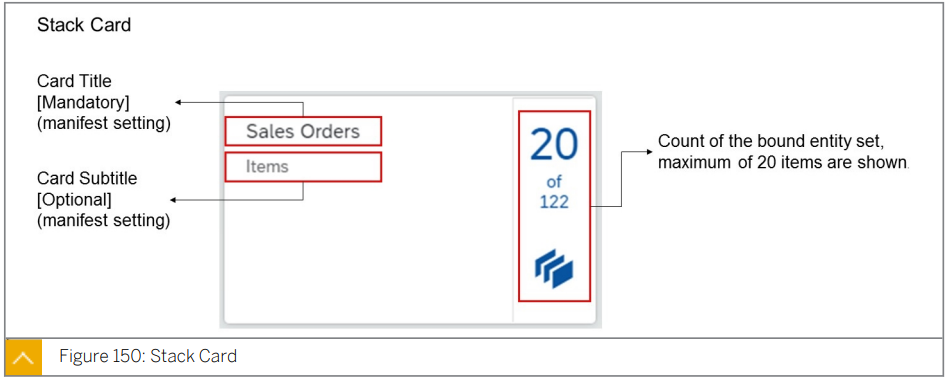 Stack Card
Card Title
[Mandatory]
(manifest setting)
Card Subtitle
[Optional]
(manifest setting)
Sales Orders
Items
20
of
122
Count of the bound entity set,
maximum of 20 items are shown.
Figure 150: Stack Card